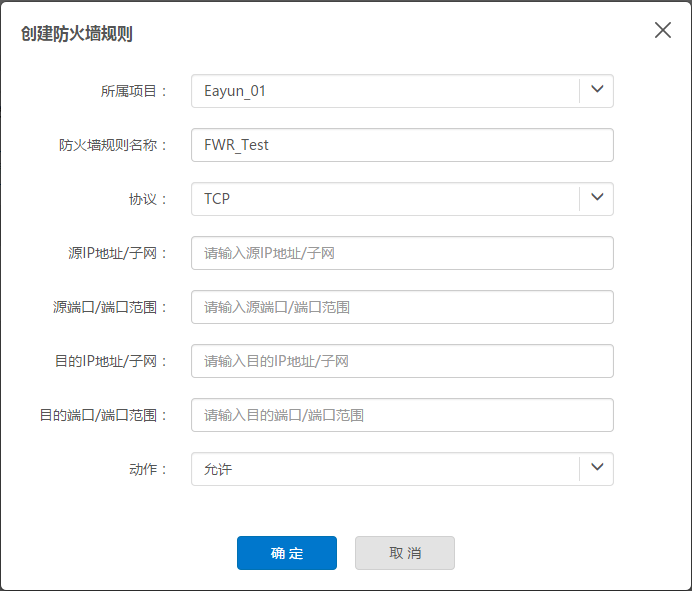 创建防火墙规则
所属项目： Eayun_01
防火墙规则名称： FWR_Test
协议： TCP
源IP地址/子网： 请输入源IP地址/子网
源端口/端口范围： 请输入源端口/端口范围
目的IP地址/子网： 请输入目的IP地址/子网
目的端口/端口范围： 请输入目的端口/端口范围
动作： 允许
确 定 取 消